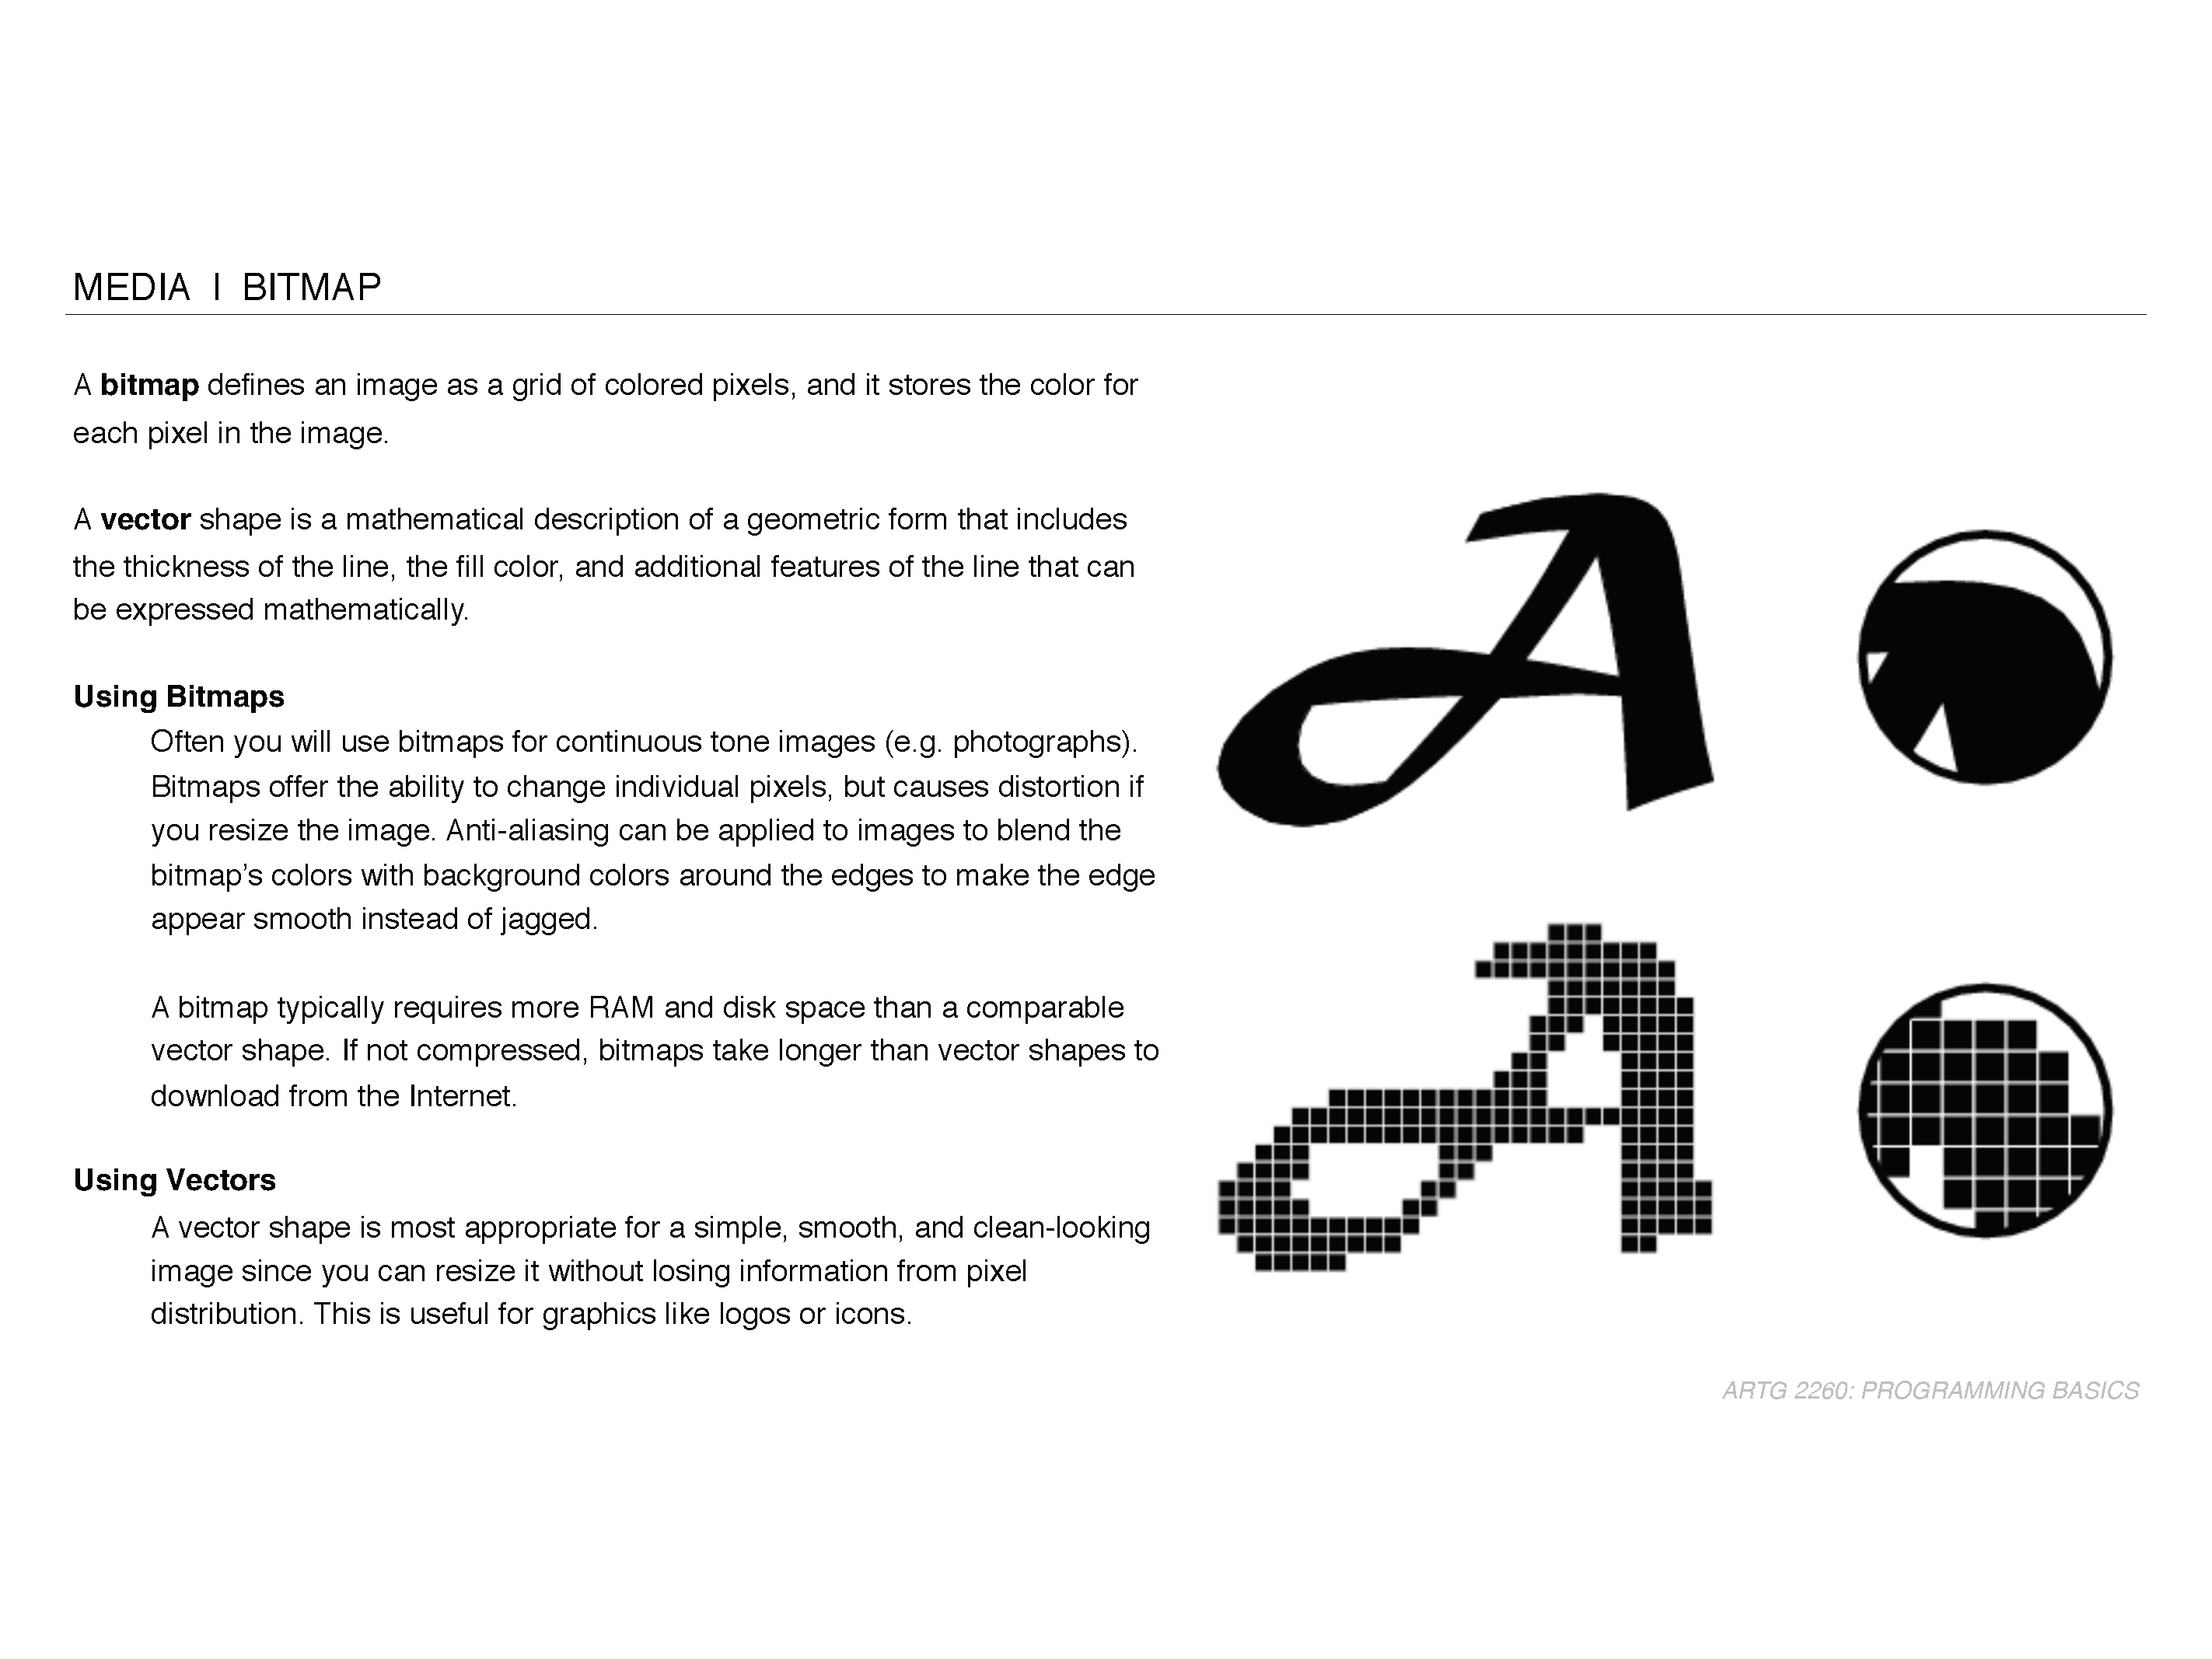 MEDIA | BITMAP
A bitmap defines an image as a grid of colored pixels, and it stores the color for
each pixel in the image.
A vector shape is a mathematical description of a geometric form that includes
the thickness of the line, the fill color, and additional features of the line that can
be expressed mathematically.
Using Bitmaps
Often you will use bitmaps for continuous tone images (e.g. photographs).
Bitmaps offer the ability to change individual pixels, but causes distortion if
you resize the image. Anti-aliasing can be applied to images to blend the
bitmap’s colors with background colors around the edges to make the edge
appear smooth instead of jagged.
A bitmap typically requires more RAM and disk space than a comparable
vector shape. If not compressed, bitmaps take longer than vector shapes to
download from the Internet.
Using Vectors
A vector shape is most appropriate for a simple, smooth, and clean-looking
image since you can resize it without losing information from pixel
distribution. This is useful for graphics like logos or icons.
A
A
ARTG 2260: PROGRAMMING BASICS